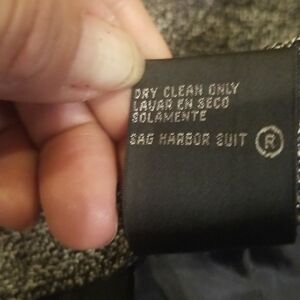 DRY CLEAN ONLY
LAVAR EN SECO
SOLAMENTE
SAG HARBOR SUIT ®